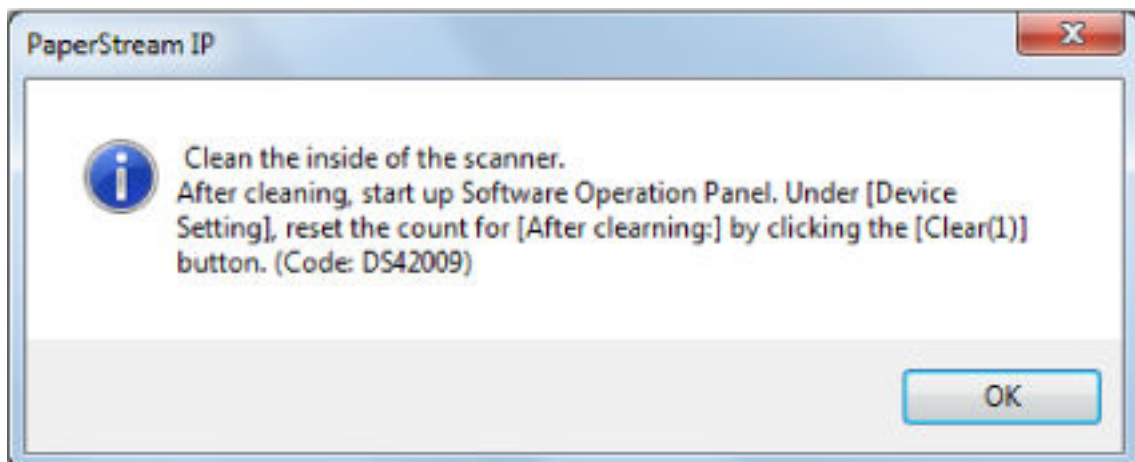 PaperStream IP
Clean the inside of the scanner.
After cleaning, start up Software Operation Panel. Under [Device
Setting], reset the count for [After clearning:] by clicking the [Clear(1)]
button. (Code: DS42009)
OK